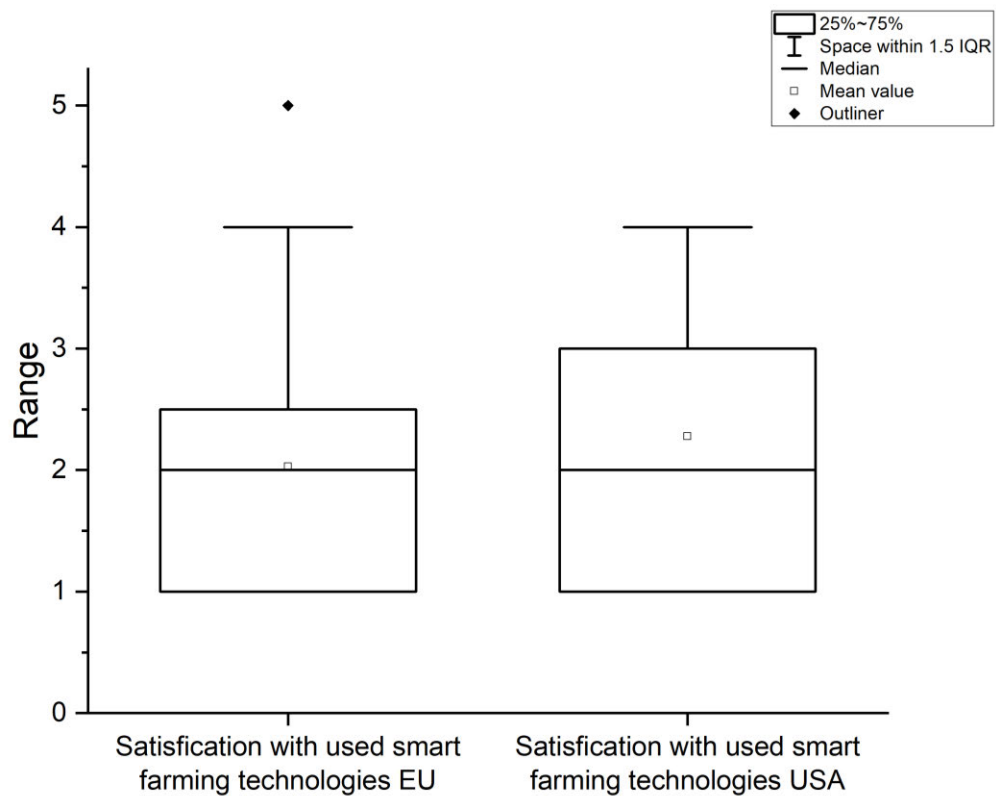 25%~75%
Space within 1.5 IQR
Median
Mean value
Outliner
5
4
3
2
1
0
Range
Satisfication with used smart
farming technologies EU
Satisfication with used smart
farming technologies USA